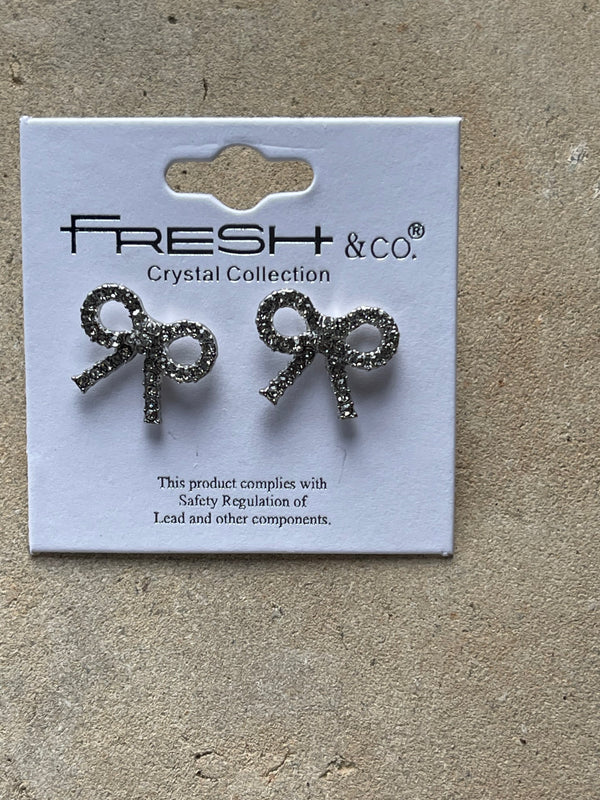 FRESH &CO.®
Crystal Collection
This product complies with
Safety Regulation of
Lead and other components.